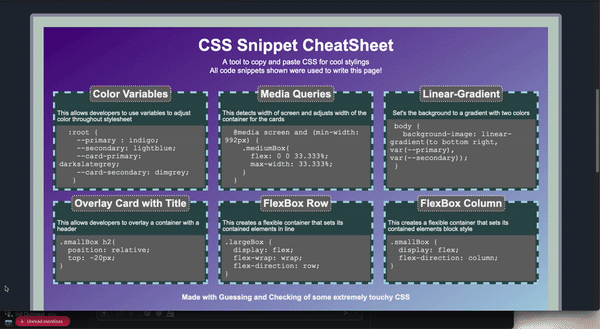 CSS Snippet CheatSheet
A tool to copy and paste CSS for cool stylings
All code snippets shown were used to write this page!
Color Variables
This allows developers to use variables to adjust
color throughout stylesheet
:root {
--primary : indigo;
--secondary: lightblue;
--card-primary:
darkslategrey;
--card-secondary: dimgrey;
}
Media Queries
This detects width of screen and adjusts width of the
container for the cards
@media screen and (min-width:
992px) {
.mediumBox{
flex: 0 0 33.333%;
max-width: 33.333%;
}
}
Linear-Gradient
Set's the background to a gradient with two colors
body {
background-image: linear-
gradient(to bottom right,
var(--primary),
var(--secondary));
}
Overlay Card with Title
This allows developers to overlay a container with a
header
.smallBox h2{
position: relative;
top: -20px;
}
FlexBox Row
This creates a flexible container that sets its
contained elements in line
.largeBox {
display: flex;
flex-wrap: wrap;
flex-direction: row;
}
FlexBox Column
This creates a flexible container that sets its
contained elements block style
.smallBox {
display: flex;
flex-direction: column;
}
Made with Guessing and Checking of some extremely touchy CSS
Unread mentions